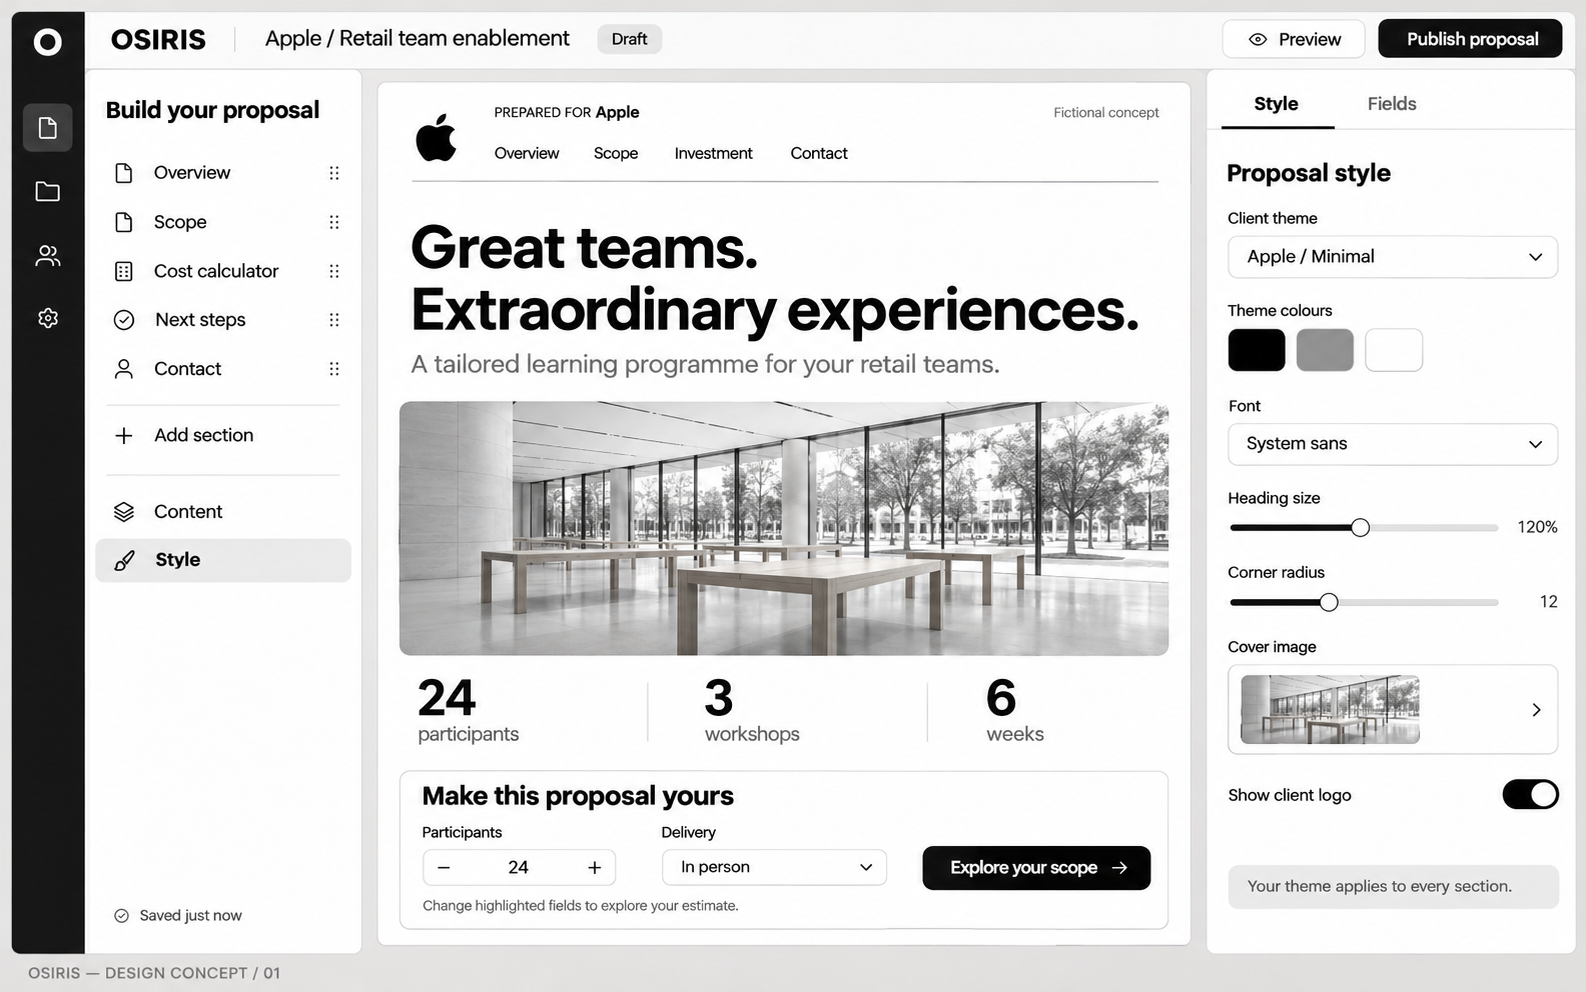 OSIRIS
Apple / Retail team enablement
Draft
Preview
Publish proposal
Build your proposal
Overview
Scope
Cost calculator
Next steps
Contact
Add section
Content
Style
Saved just now
PREPARED FOR Apple
Fictional concept
Overview Scope Investment Contact
Great teams.
Extraordinary experiences.
A tailored learning programme for your retail teams.
24
participants
3
workshops
6
weeks
Make this proposal yours
Participants
− 24 +
Delivery
In person
Explore your scope →
Change highlighted fields to explore your estimate.
Style Fields
Proposal style
Client theme
Apple / Minimal
Theme colours
Font
System sans
Heading size
120%
Corner radius
12
Cover image
Show client logo
Your theme applies to every section.
OSIRIS — DESIGN CONCEPT / 01